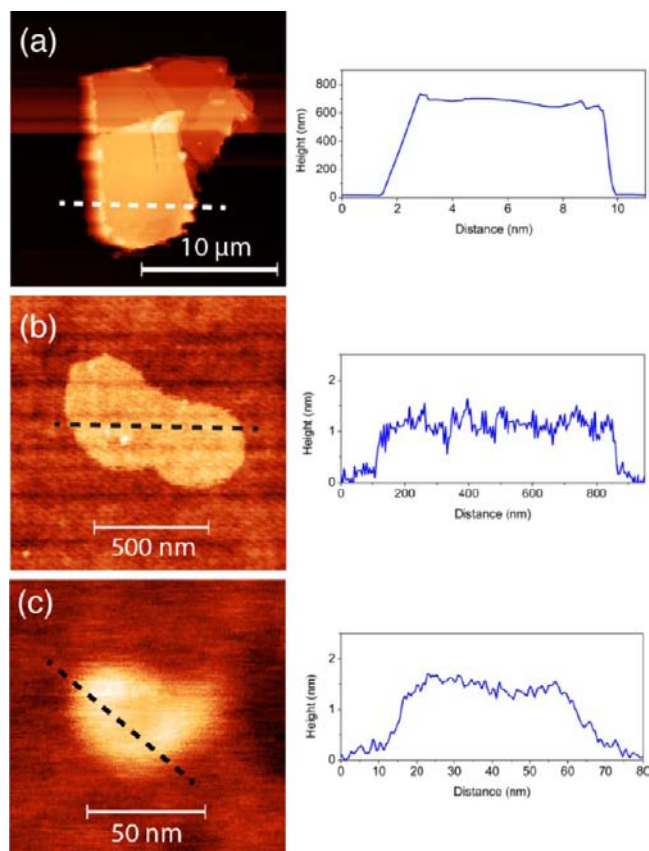 (a)
10 µm
800
600
400
200
0
Height (nm)
0 2 4 6 8 10
Distance (nm)
(b)
500 nm
2
1
0
Height (nm)
0 200 400 600 800
Distance (nm)
(c)
50 nm
2
1
0
Height (nm)
0 10 20 30 40 50 60 70 80
Distance (nm)